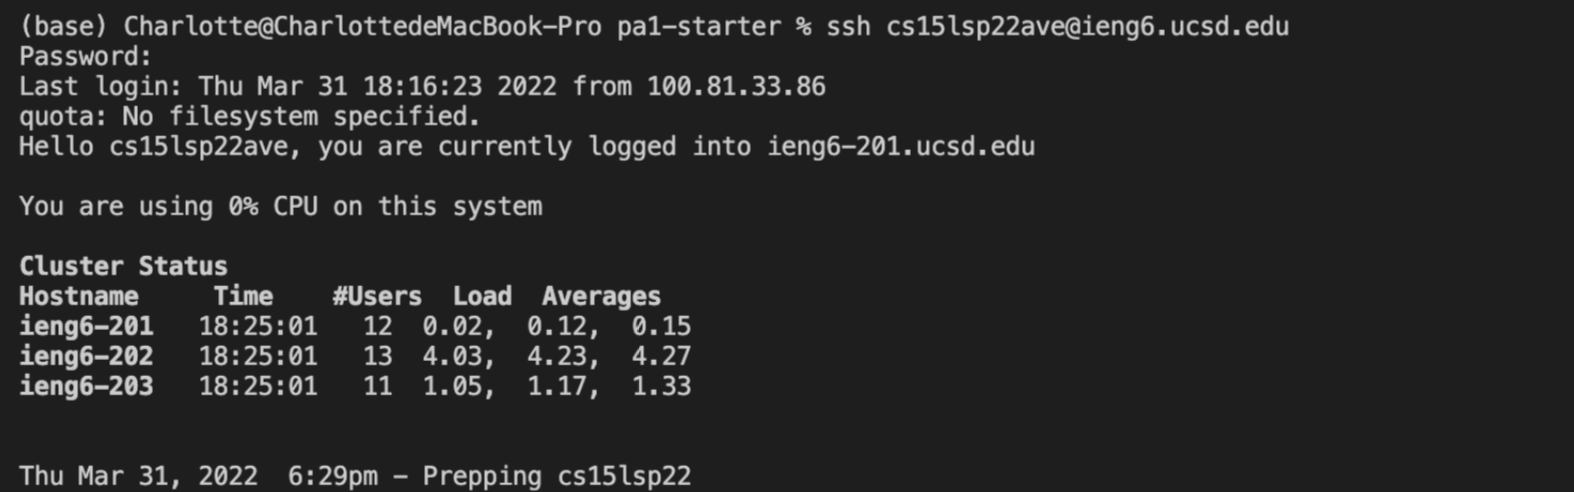 (base) Charlotte@CharlottedeMacBook-Pro pa1-starter % ssh cs15lsp22ave@ieng6.ucsd.edu
Password:
Last login: Thu Mar 31 18:16:23 2022 from 100.81.33.86
quota: No filesystem specified.
Hello cs15lsp22ave, you are currently logged into ieng6-201.ucsd.edu
You are using 0% CPU on this system
Cluster Status
Hostname     Time    #Users  Load  Averages
ieng6-201   18:25:01   12  0.02,  0.12,  0.15
ieng6-202   18:25:01   13  4.03,  4.23,  4.27
ieng6-203   18:25:01   11  1.05,  1.17,  1.33
Thu Mar 31, 2022  6:29pm - Prepping cs15lsp22